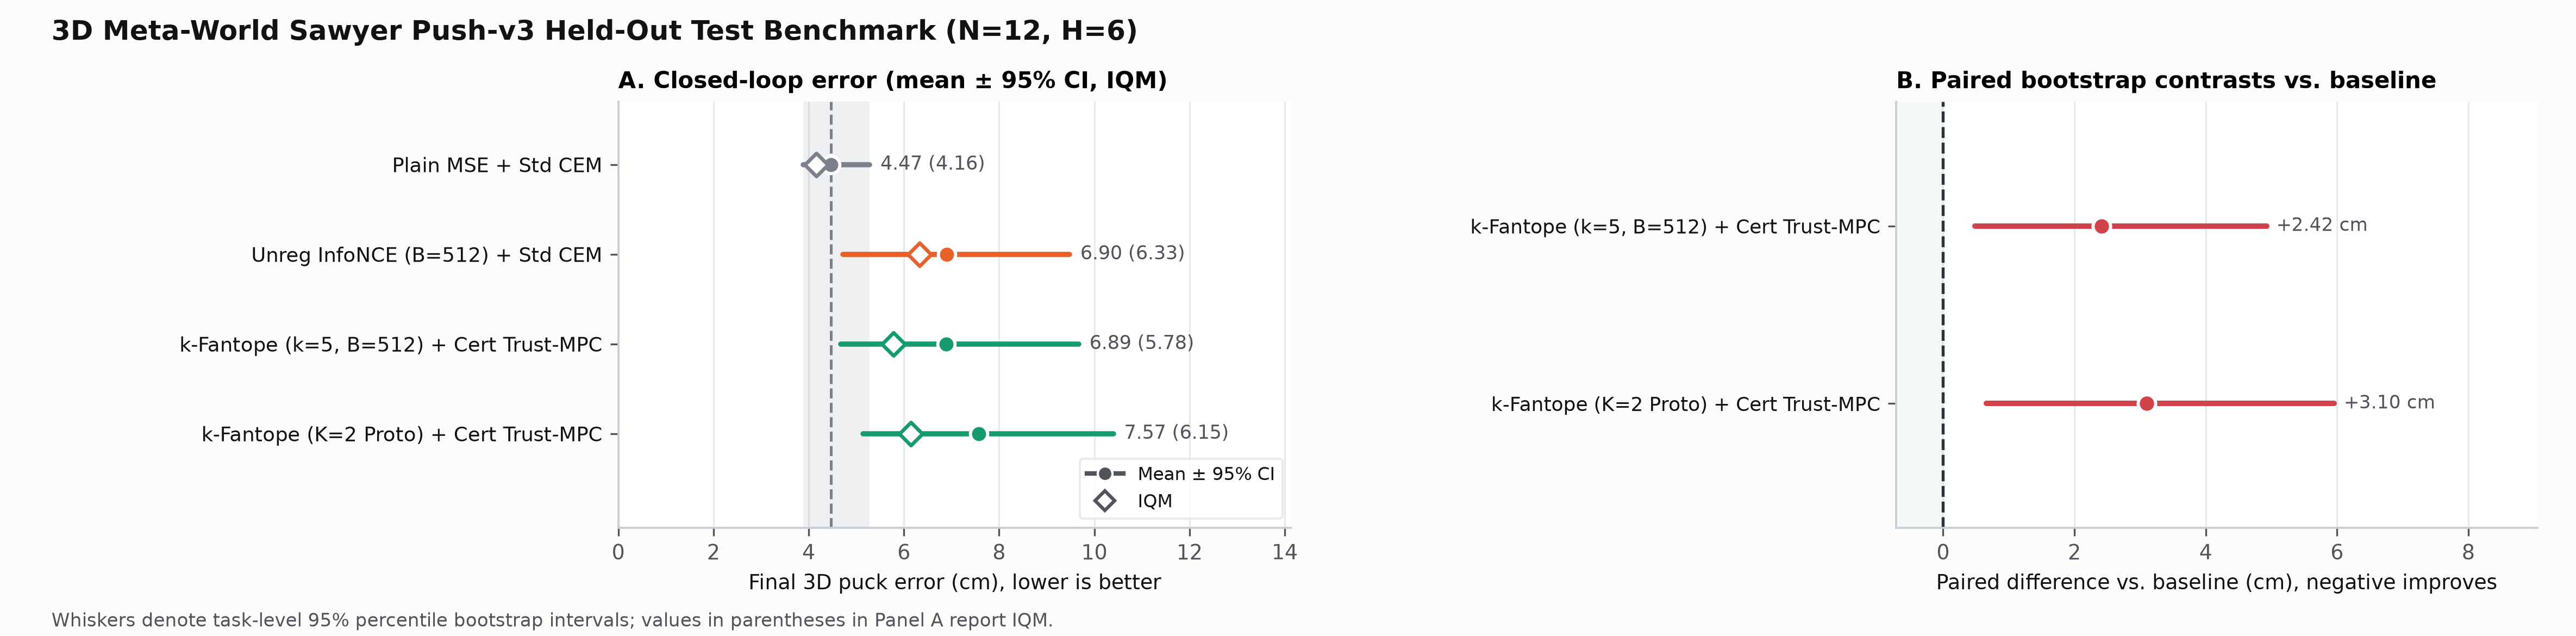 3D Meta-World Sawyer Push-v3 Held-Out Test Benchmark (N=12, H=6)
A. Closed-loop error (mean ± 95% CI, IQM)
Plain MSE + Std CEM
4.47 (4.16)
Unreg InfoNCE (B=512) + Std CEM
6.90 (6.33)
k-Fantope (k=5, B=512) + Cert Trust-MPC
6.89 (5.78)
k-Fantope (K=2 Proto) + Cert Trust-MPC
7.57 (6.15)
Mean ± 95% CI
IQM
0 2 4 6 8 10 12 14
Final 3D puck error (cm), lower is better
B. Paired bootstrap contrasts vs. baseline
k-Fantope (k=5, B=512) + Cert Trust-MPC
+2.42 cm
k-Fantope (K=2 Proto) + Cert Trust-MPC
+3.10 cm
0 2 4 6 8
Paired difference vs. baseline (cm), negative improves
Whiskers denote task-level 95% percentile bootstrap intervals; values in parentheses in Panel A report IQM.